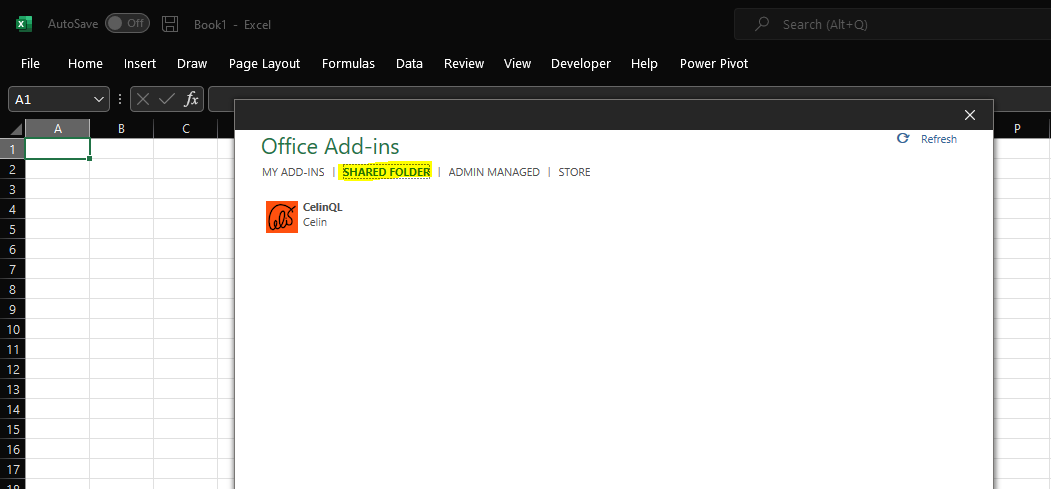 AutoSave Off Book1 - Excel Search (Alt+Q)
File Home Insert Draw Page Layout Formulas Data Review View Developer Help Power Pivot
A1 fx
A B C P
Office Add-ins Refresh
MY ADD-INS | SHARED FOLDER | ADMIN MANAGED | STORE
CelinQL
Celin
1
2
3
4
5
6
7
8
9
10
11
12
13
14
15
16
17
18